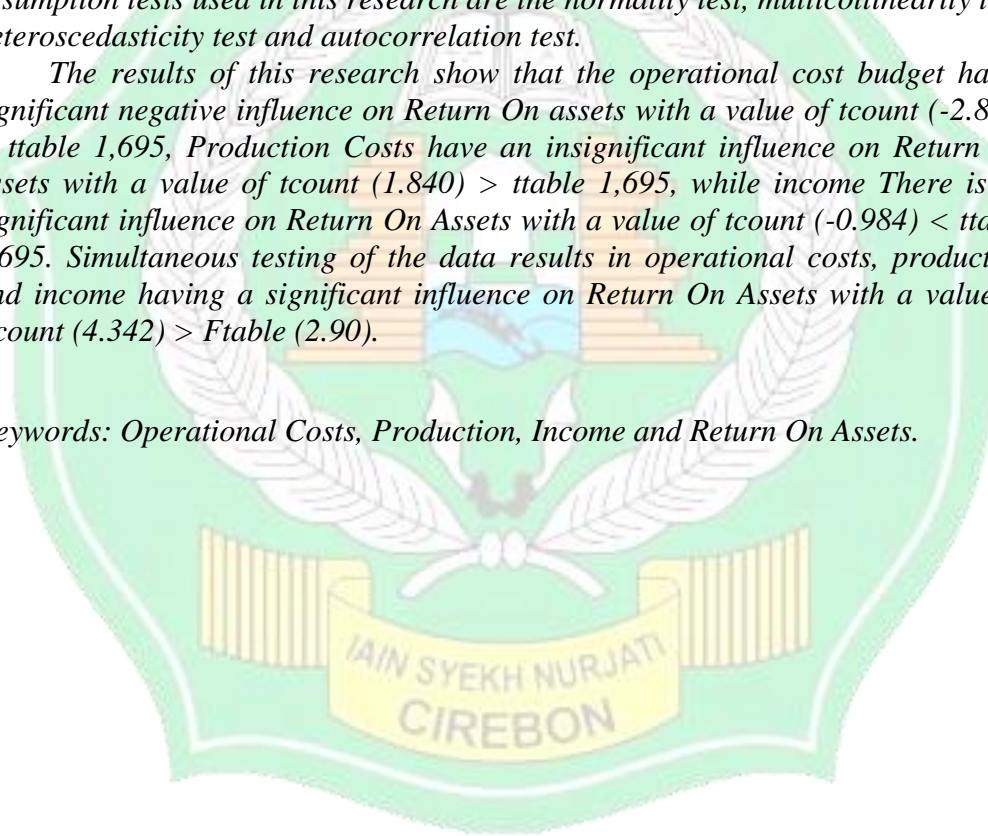 sumption tests used in this research are the normality test, multicollinearity
eteroscedasticity test and autocorrelation test.
The results of this research show that the operational cost budget ha
gnificant negative influence on Return On assets with a value of tcount (-2.8
ttable 1,695, Production Costs have an insignificant influence on Return
ssets with a value of tcount (1.840) > ttable 1,695, while income There is
gnificant influence on Return On Assets with a value of tcount (-0.984) < tta
695. Simultaneous testing of the data results in operational costs, product
nd income having a significant influence on Return On Assets with a value
count (4.342) > Ftable (2.90).
eywords: Operational Costs, Production, Income and Return On Assets.
IAIN SYEKH NURJATI
CIREBON